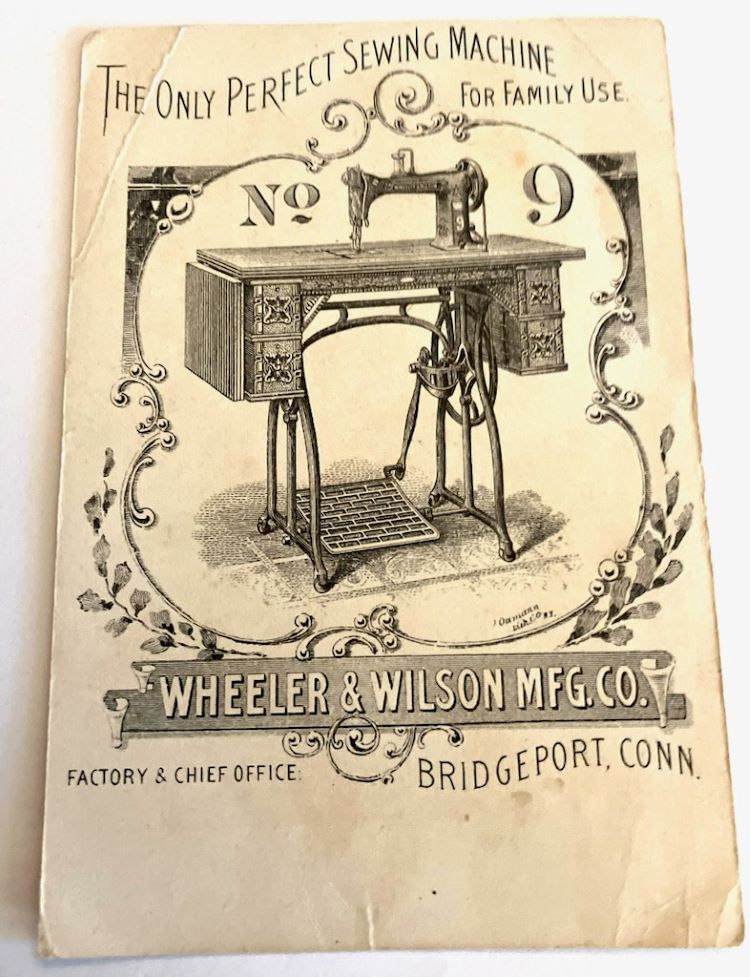 THE ONLY PERFECT SEWING MACHINE
FOR FAMILY USE.
No 9
WHEELER & WILSON MFG. CO.
FACTORY & CHIEF OFFICE:
BRIDGEPORT, CONN.